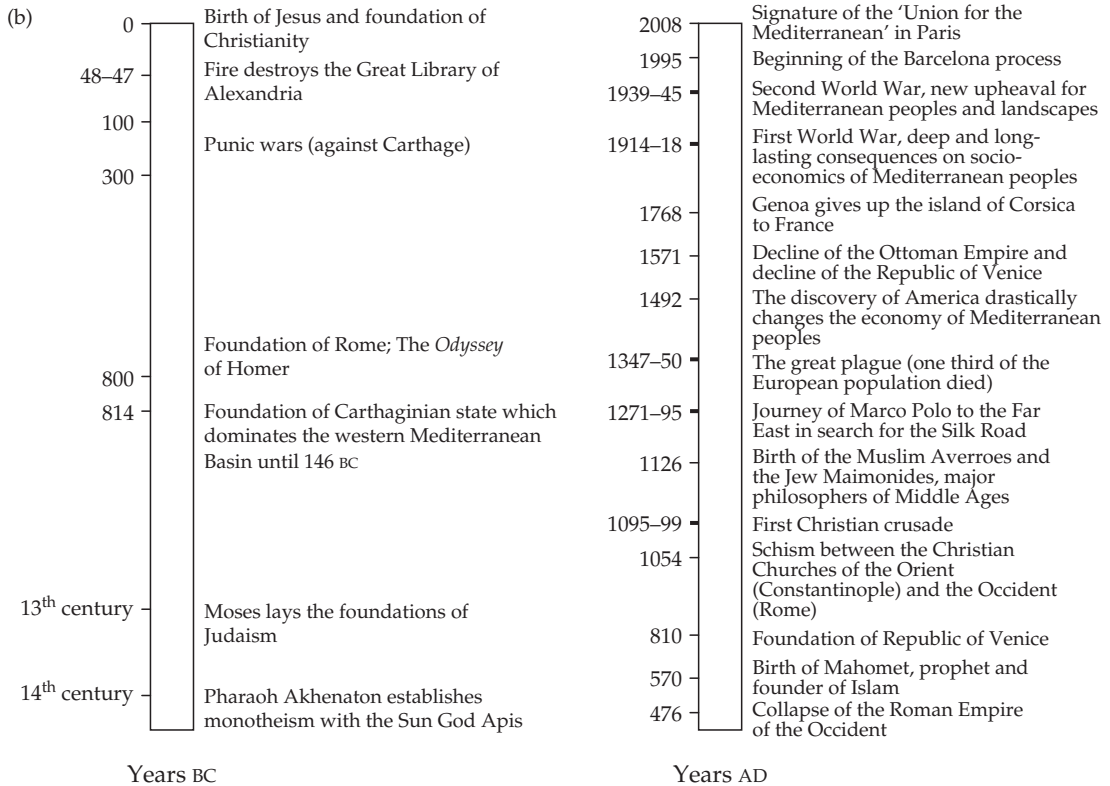 (b)
0
Birth of Jesus and foundation of
Christianity
48–47
Fire destroys the Great Library of
Alexandria
100
Punic wars (against Carthage)
300
Foundation of Rome; The Odyssey
of Homer
800
814
Foundation of Carthaginian state which
dominates the western Mediterranean
Basin until 146 BC
13th century
Moses lays the foundations of
Judaism
14th century
Pharaoh Akhenaton establishes
monotheism with the Sun God Apis
Years BC
2008
Signature of the ‘Union for the
Mediterranean’ in Paris
1995
Beginning of the Barcelona process
1939–45
Second World War, new upheaval for
Mediterranean peoples and landscapes
1914–18
First World War, deep and long-
lasting consequences on socio-
economics of Mediterranean peoples
1768
Genoa gives up the island of Corsica
to France
1571
Decline of the Ottoman Empire and
decline of the Republic of Venice
1492
The discovery of America drastically
changes the economy of Mediterranean
peoples
1347–50
The great plague (one third of the
European population died)
1271–95
Journey of Marco Polo to the Far
East in search for the Silk Road
1126
Birth of the Muslim Averroes and
the Jew Maimonides, major
philosophers of Middle Ages
1095–99
First Christian crusade
1054
Schism between the Christian
Churches of the Orient
(Constantinople) and the Occident
(Rome)
810
Foundation of Republic of Venice
570
Birth of Mahomet, prophet and
founder of Islam
476
Collapse of the Roman Empire
of the Occident
Years AD